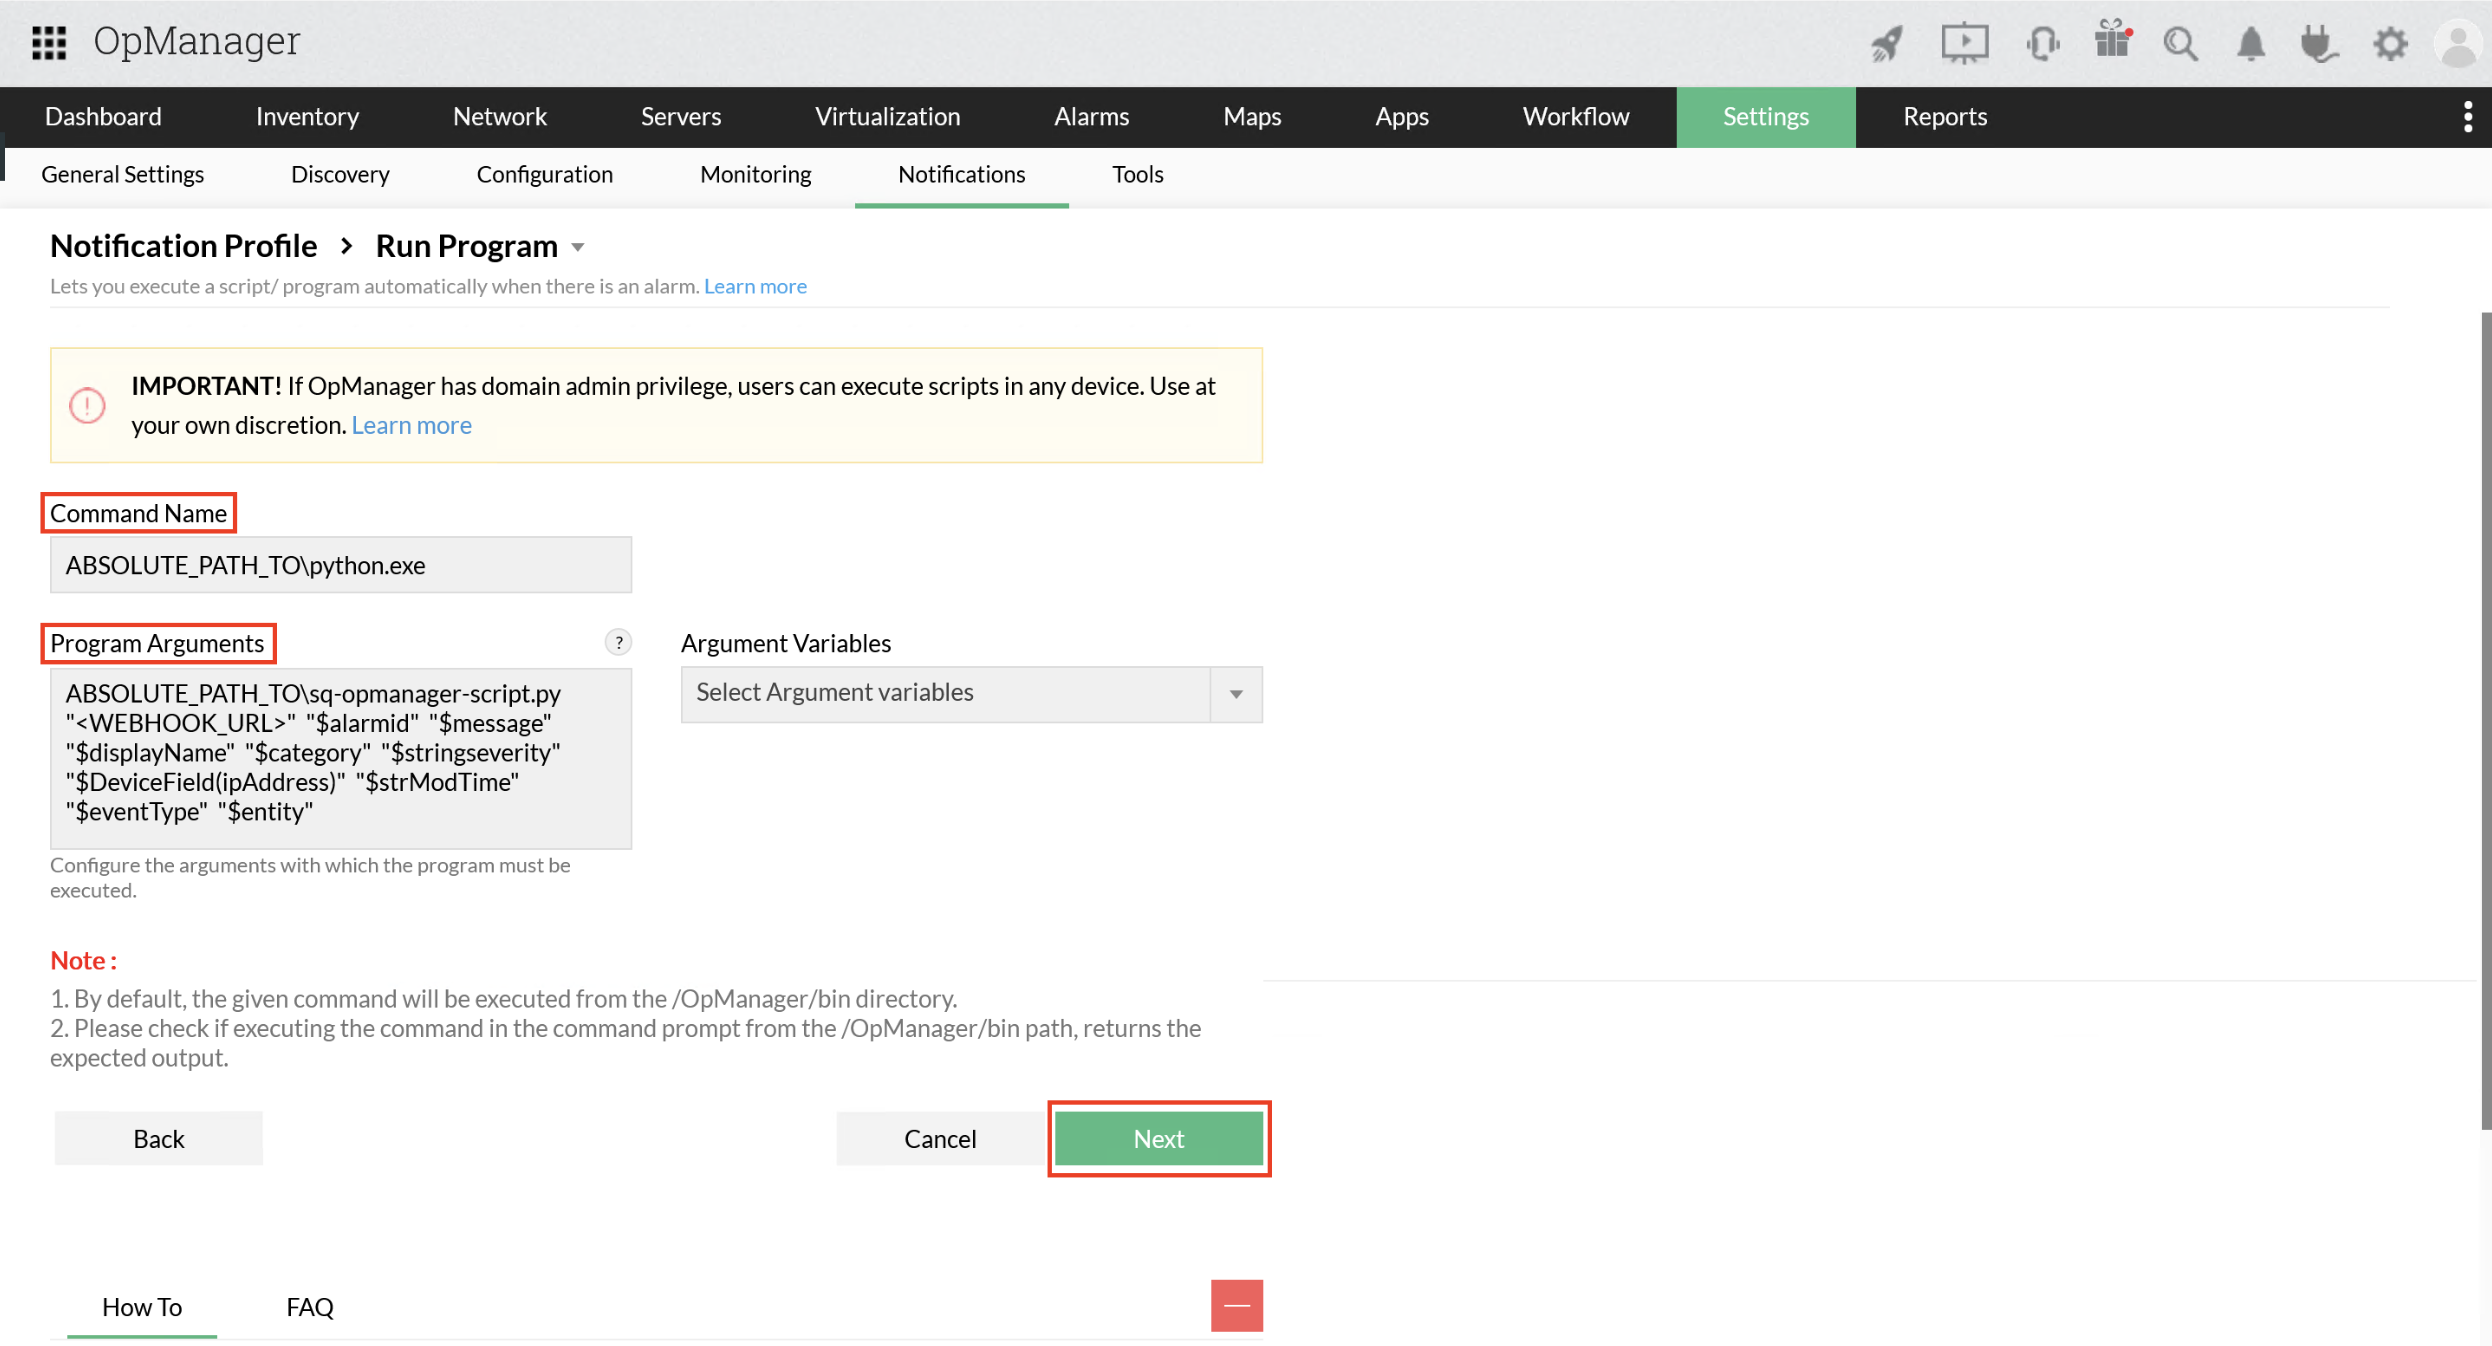 OpManager
Dashboard Inventory Network Servers Virtualization Alarms Maps Apps Workflow Settings Reports
General Settings Discovery Configuration Monitoring Notifications Tools
Notification Profile > Run Program
Lets you execute a script/ program automatically when there is an alarm. Learn more
IMPORTANT! If OpManager has domain admin privilege, users can execute scripts in any device. Use at
your own discretion. Learn more
Command Name
ABSOLUTE_PATH_TO\python.exe
Program Arguments ? Argument Variables
Select Argument variables
ABSOLUTE_PATH_TO\sq-opmanager-script.py
"<WEBHOOK_URL>" "$alarmid" "$message"
"$displayName" "$category" "$stringseverity"
"$DeviceField(ipAddress)" "$strModTime"
"$eventType" "$entity"
Configure the arguments with which the program must be
executed.
Note :
1. By default, the given command will be executed from the /OpManager/bin directory.
2. Please check if executing the command in the command prompt from the /OpManager/bin path, returns the
expected output.
Back Cancel Next
How To FAQ